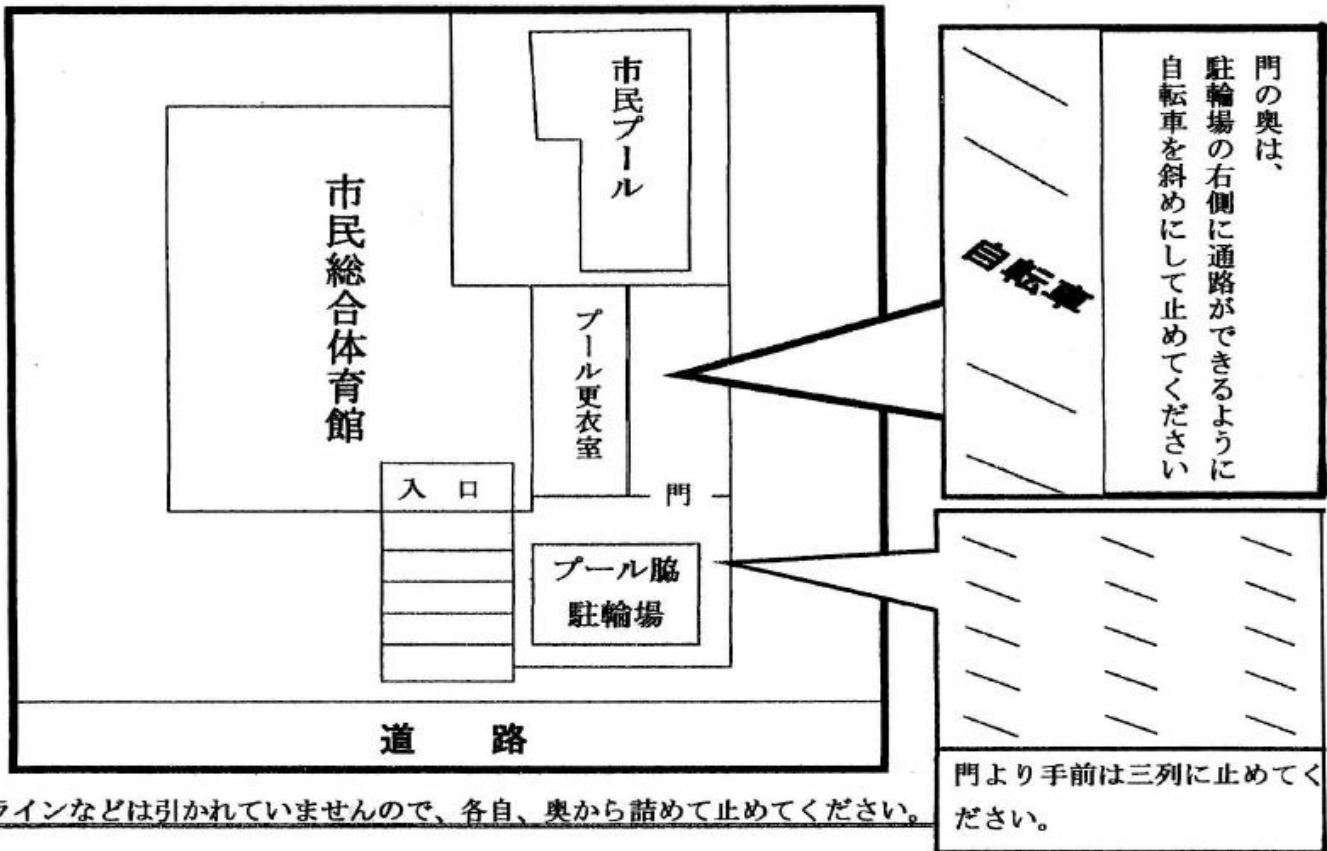 市民プール
市民総合体育館
プール更衣室
入 口
門
プール脇
駐輪場
道 路
門の奥は、
駐輪場の右側に通路ができるように
自転車を斜めにして止めてください
自転車
門より手前は三列に止めてく
ださい。
ラインなどは引かれていませんので、各自、奥から詰めて止めてください。